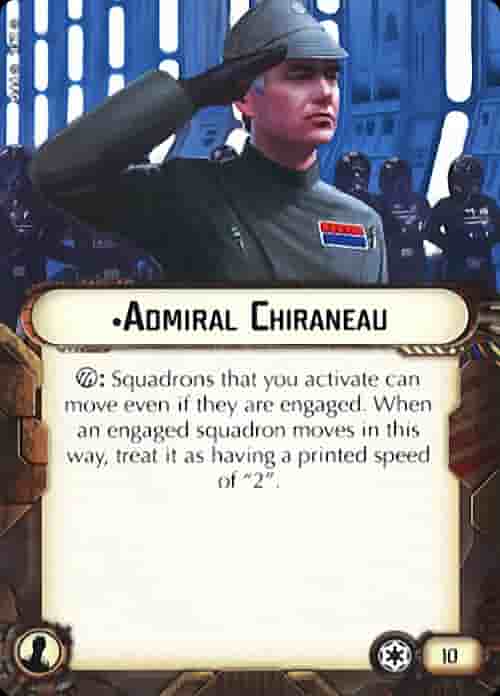 •Admiral Chiraneau
: Squadrons that you activate can
move even if they are engaged. When
an engaged squadron moves in this
way, treat it as having a printed speed
of “2”.
10